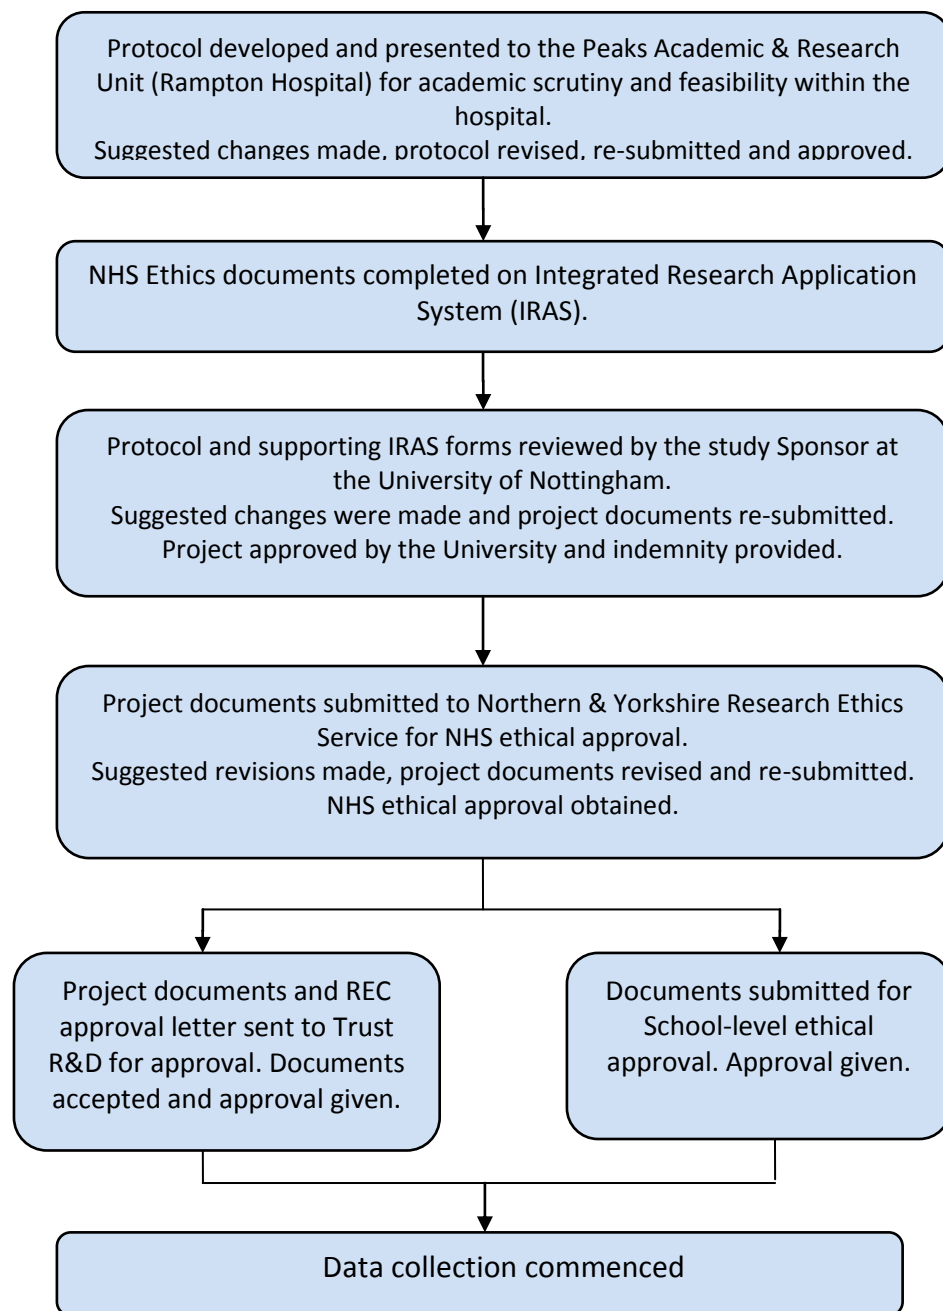 Protocol developed and presented to the Peaks Academic & Research
Unit (Rampton Hospital) for academic scrutiny and feasibility within the
hospital.
Suggested changes made, protocol revised, re-submitted and approved.
NHS Ethics documents completed on Integrated Research Application
System (IRAS).
Protocol and supporting IRAS forms reviewed by the study Sponsor at
the University of Nottingham.
Suggested changes were made and project documents re-submitted.
Project approved by the University and indemnity provided.
Project documents submitted to Northern & Yorkshire Research Ethics
Service for NHS ethical approval.
Suggested revisions made, project documents revised and re-submitted.
NHS ethical approval obtained.
Project documents and REC
approval letter sent to Trust
R&D for approval. Documents
accepted and approval given.
Documents submitted for
School-level ethical
approval. Approval given.
Data collection commenced